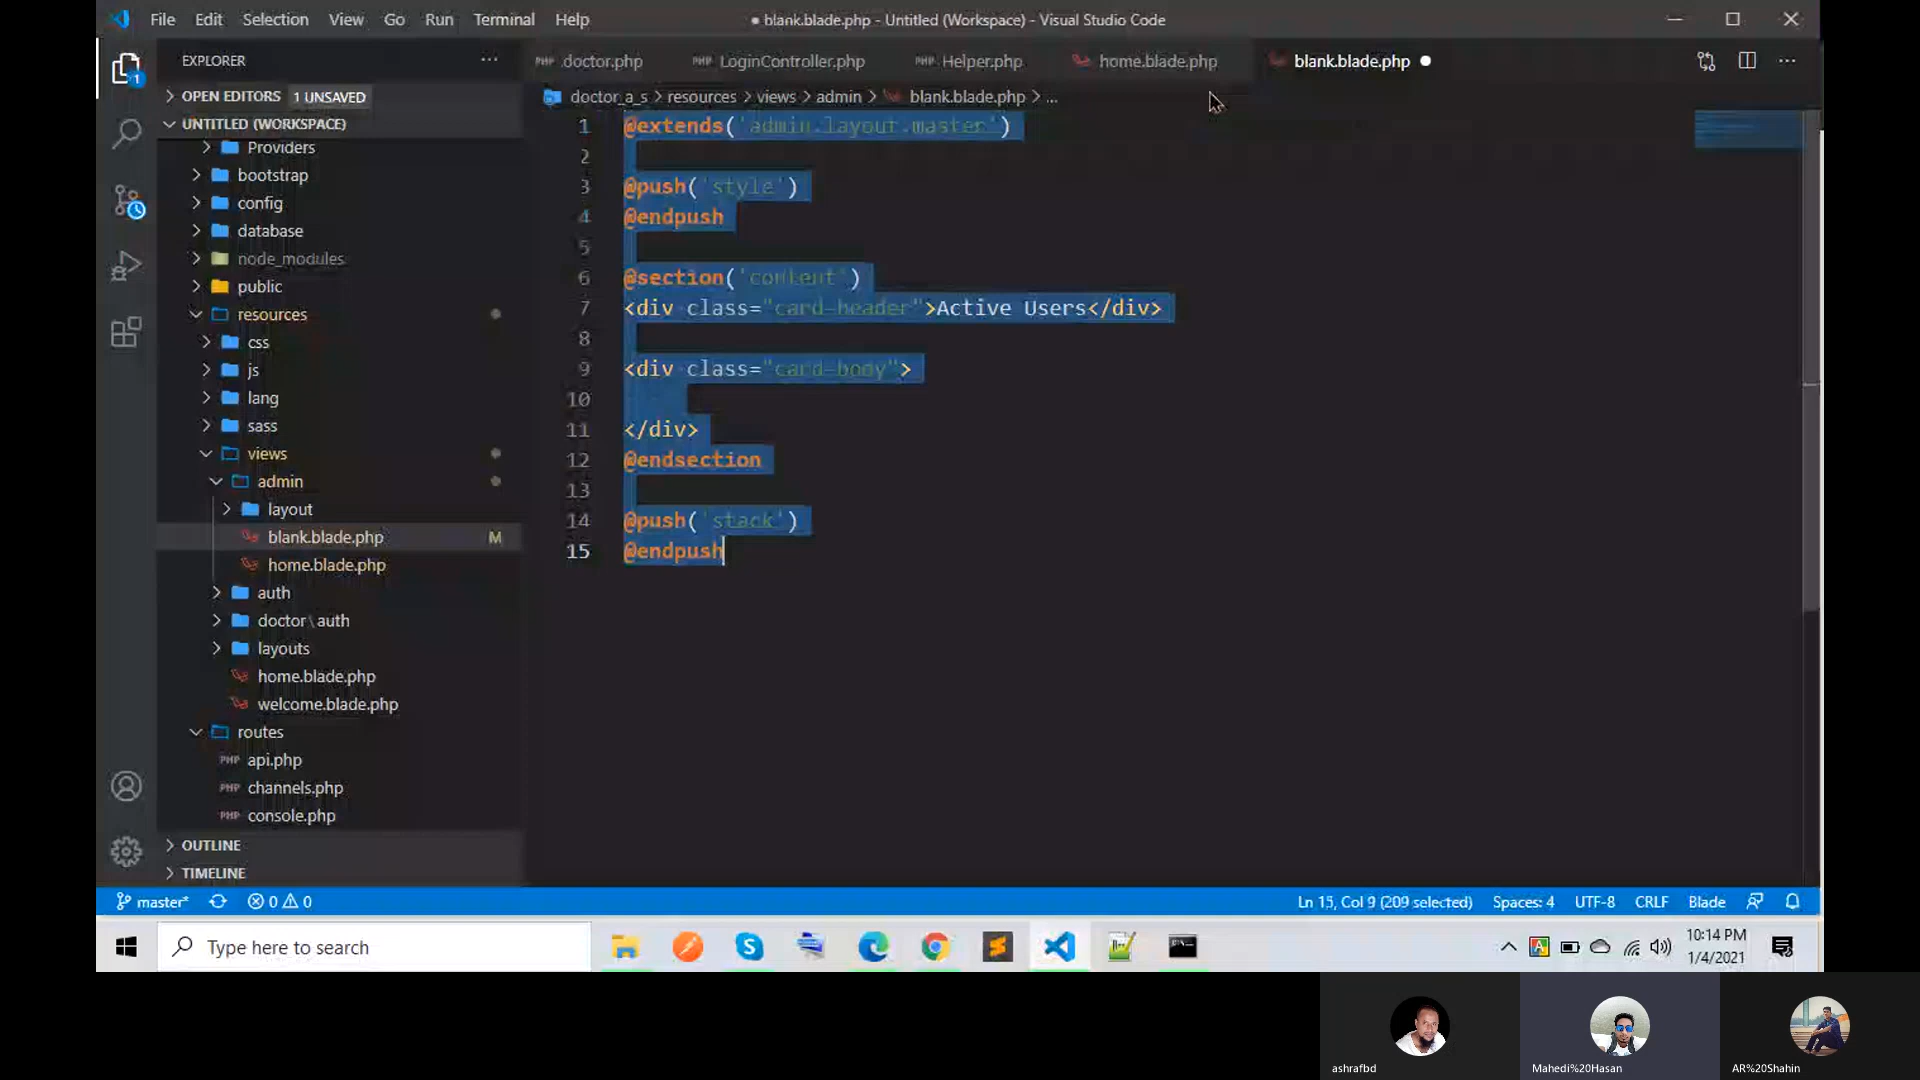 File Edit Selection View Go Run Terminal Help
● blank.blade.php - Untitled (Workspace) - Visual Studio Code
EXPLORER
doctor.php
LoginController.php
Helper.php
home.blade.php
blank.blade.php
OPEN EDITORS 1 UNSAVED
doctor_a_s > resources > views > admin > blank.blade.php > ...
UNTITLED (WORKSPACE)
Providers
bootstrap
config
database
node_modules
public
resources
css
js
lang
sass
views
admin
layout
blank.blade.php M
home.blade.php
auth
doctor\auth
layouts
home.blade.php
welcome.blade.php
routes
api.php
channels.php
console.php
OUTLINE
TIMELINE
1 @extends('admin.layout.master')
2
3 @push('style')
4 @endpush
5
6 @section('content')
7 <div class="card-header">Active Users</div>
8
9 <div class="card-body">
10
11 </div>
12 @endsection
13
14 @push('stack')
15 @endpush
master* 0 0
Ln 15, Col 9 (209 selected) Spaces: 4 UTF-8 CRLF Blade
Type here to search
10:14 PM
1/4/2021
ashrafbd
Mahedi%20Hasan
AR%20Shahin